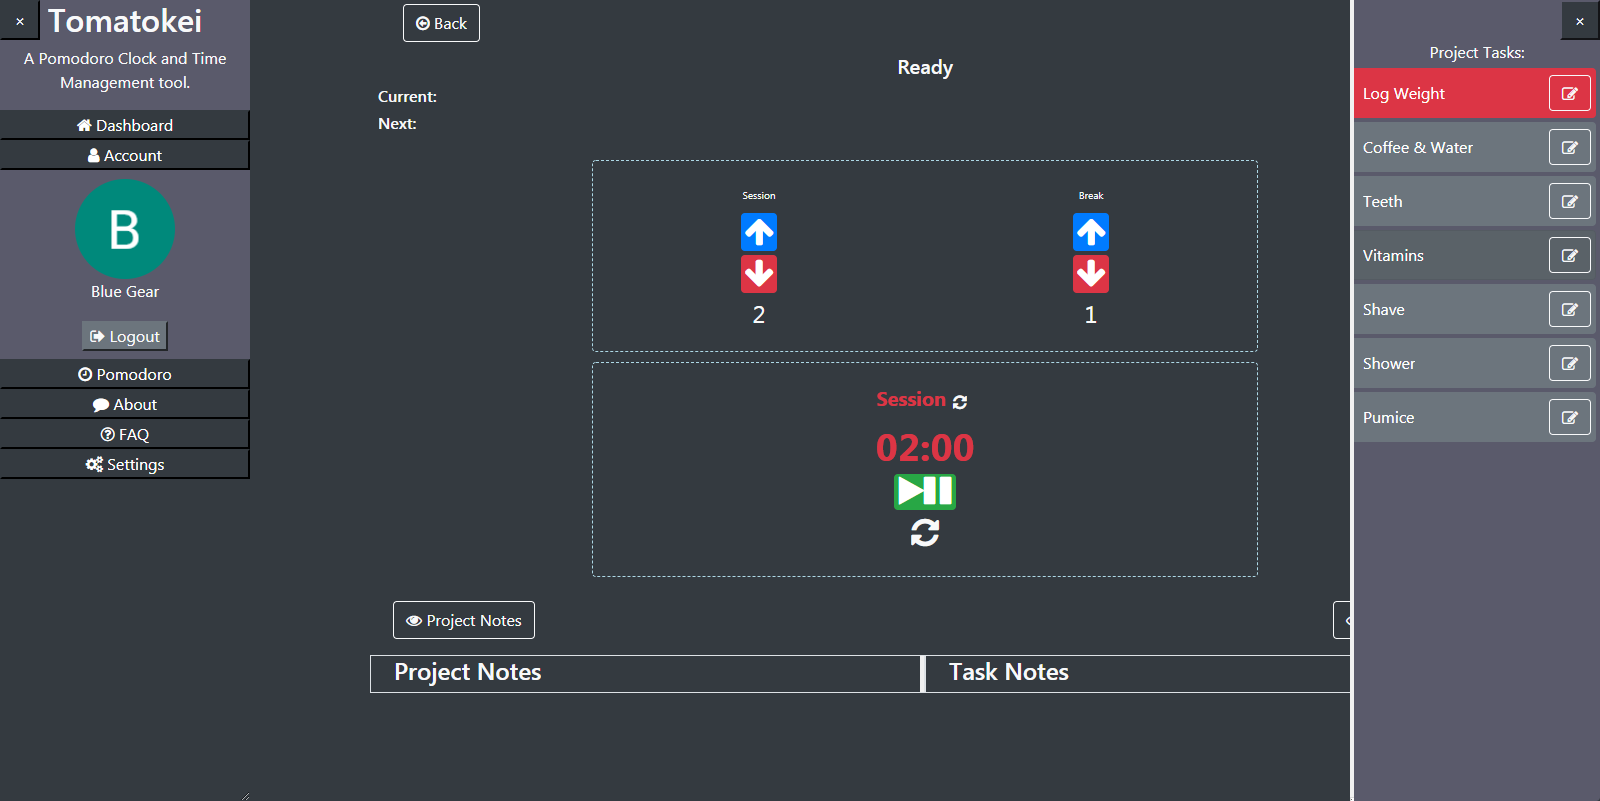 ×
Tomatokei
A Pomodoro Clock and Time
Management tool.
Dashboard
Account
B
Blue Gear
Logout
Pomodoro
About
FAQ
Settings
Back
Ready
Current:
Next:
Session
Break
2
1
Session
02:00
Project Notes
Project Notes
Task Notes
×
Project Tasks:
Log Weight
Coffee & Water
Teeth
Vitamins
Shave
Shower
Pumice